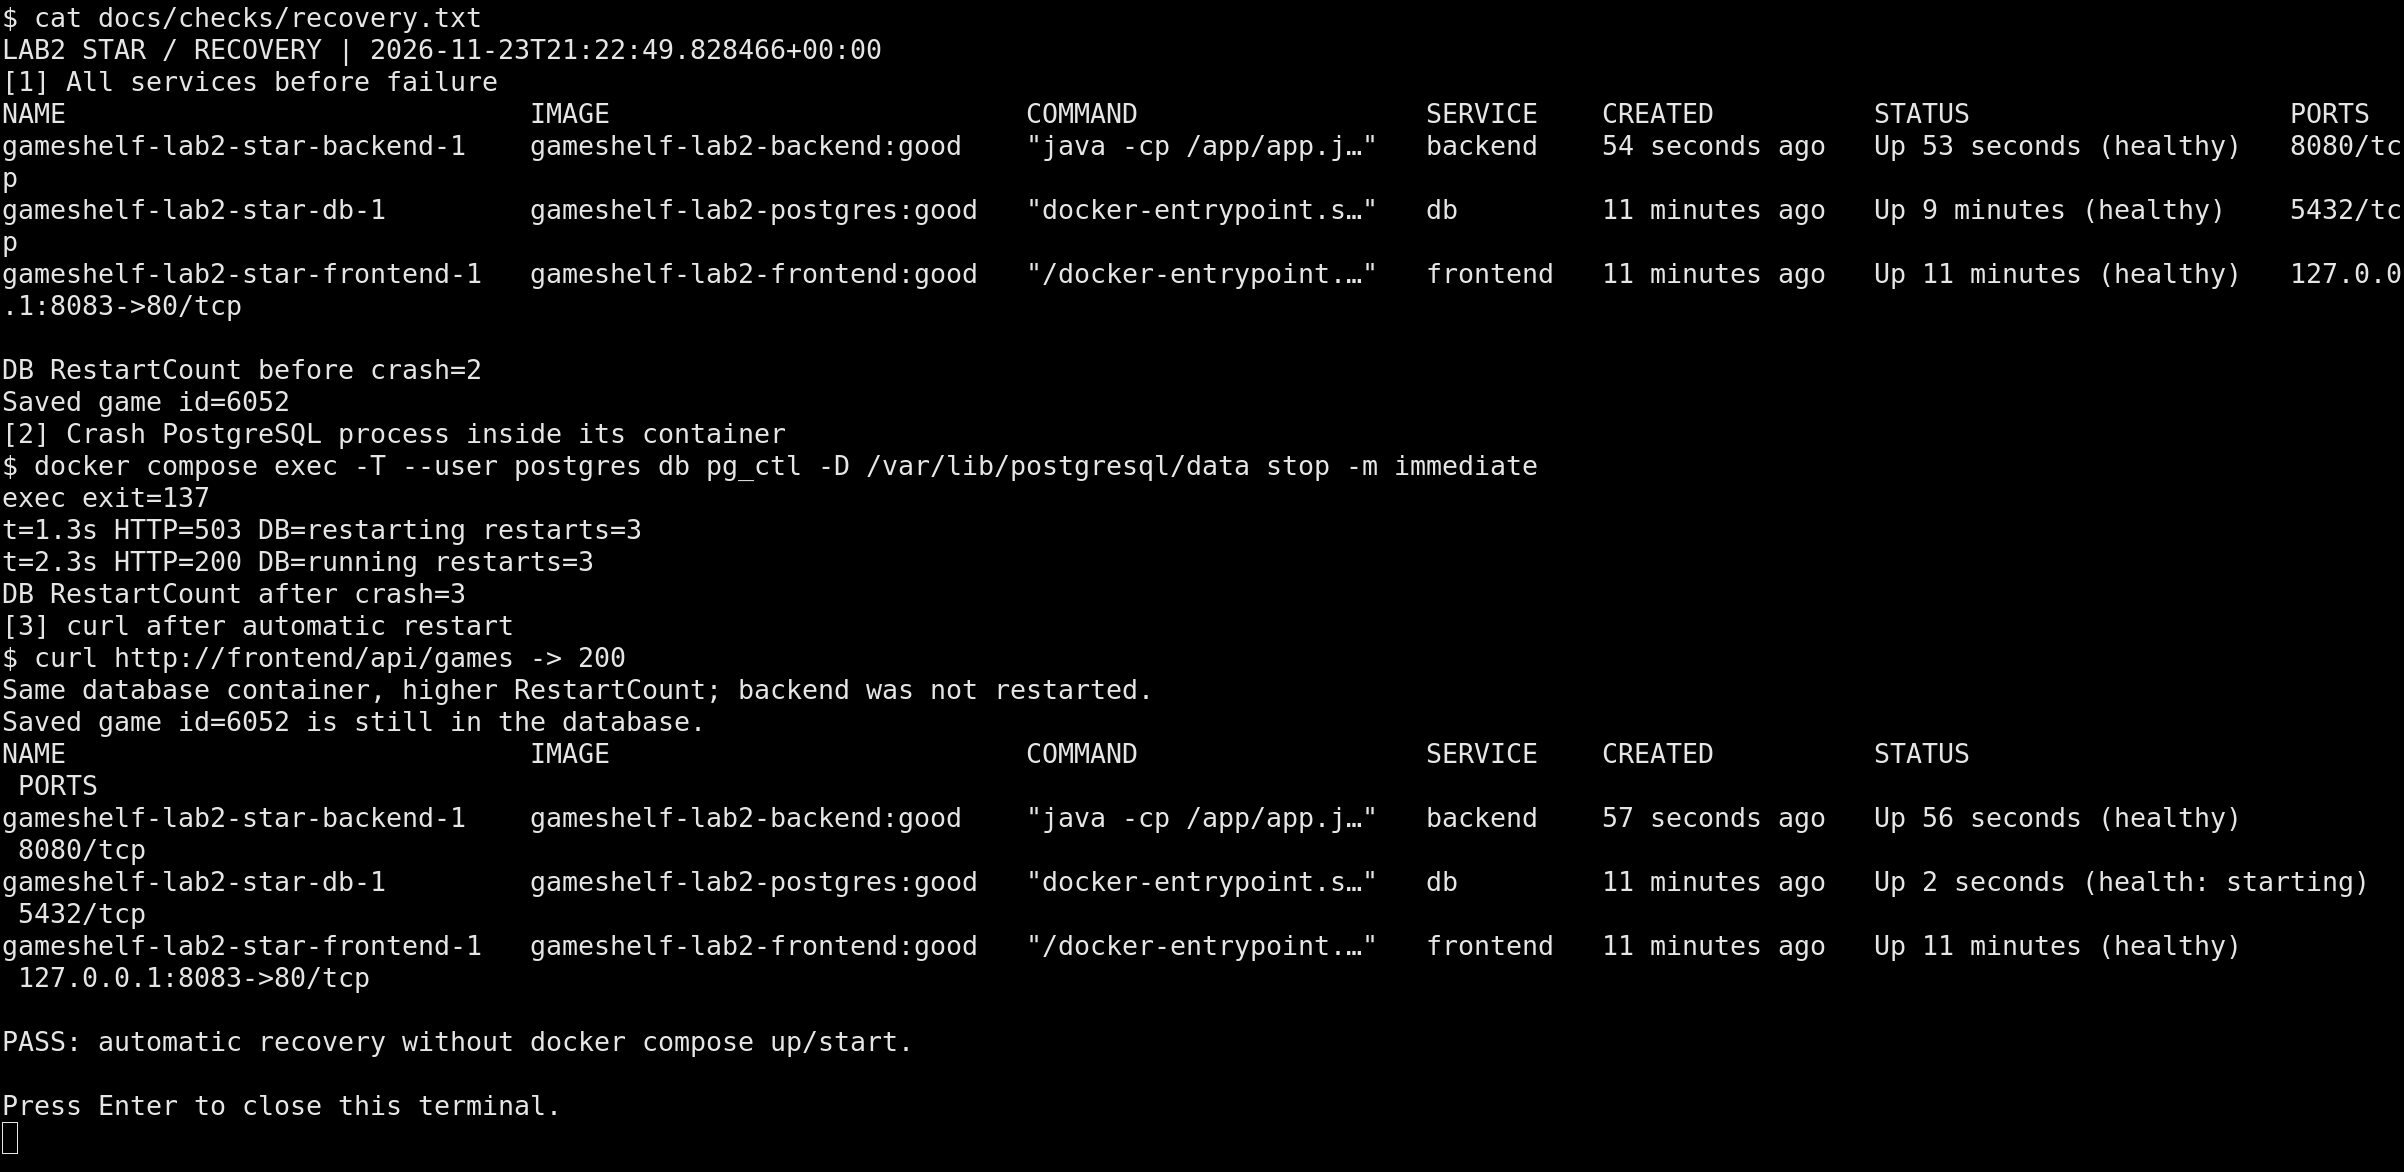 $ cat docs/checks/recovery.txt
LAB2 STAR / RECOVERY | 2026-11-23T21:22:49.828466+00:00
[1] All services before failure
NAME                             IMAGE                          COMMAND                  SERVICE    CREATED          STATUS                    PORTS
gameshelf-lab2-star-backend-1    gameshelf-lab2-backend:good    "java -cp /app/app.j…"   backend    54 seconds ago   Up 53 seconds (healthy)   8080/tc
p
gameshelf-lab2-star-db-1         gameshelf-lab2-postgres:good   "docker-entrypoint.s…"   db         11 minutes ago   Up 9 minutes (healthy)    5432/tc
p
gameshelf-lab2-star-frontend-1   gameshelf-lab2-frontend:good   "/docker-entrypoint.…"   frontend   11 minutes ago   Up 11 minutes (healthy)   127.0.0
.1:8083->80/tcp
DB RestartCount before crash=2
Saved game id=6052
[2] Crash PostgreSQL process inside its container
$ docker compose exec -T --user postgres db pg_ctl -D /var/lib/postgresql/data stop -m immediate
exec exit=137
t=1.3s HTTP=503 DB=restarting restarts=3
t=2.3s HTTP=200 DB=running restarts=3
DB RestartCount after crash=3
[3] curl after automatic restart
$ curl http://frontend/api/games -> 200
Same database container, higher RestartCount; backend was not restarted.
Saved game id=6052 is still in the database.
NAME                             IMAGE                          COMMAND                  SERVICE    CREATED          STATUS
 PORTS
gameshelf-lab2-star-backend-1    gameshelf-lab2-backend:good    "java -cp /app/app.j…"   backend    57 seconds ago   Up 56 seconds (healthy)
 8080/tcp
gameshelf-lab2-star-db-1         gameshelf-lab2-postgres:good   "docker-entrypoint.s…"   db         11 minutes ago   Up 2 seconds (health: starting)
 5432/tcp
gameshelf-lab2-star-frontend-1   gameshelf-lab2-frontend:good   "/docker-entrypoint.…"   frontend   11 minutes ago   Up 11 minutes (healthy)
 127.0.0.1:8083->80/tcp
PASS: automatic recovery without docker compose up/start.
Press Enter to close this terminal.